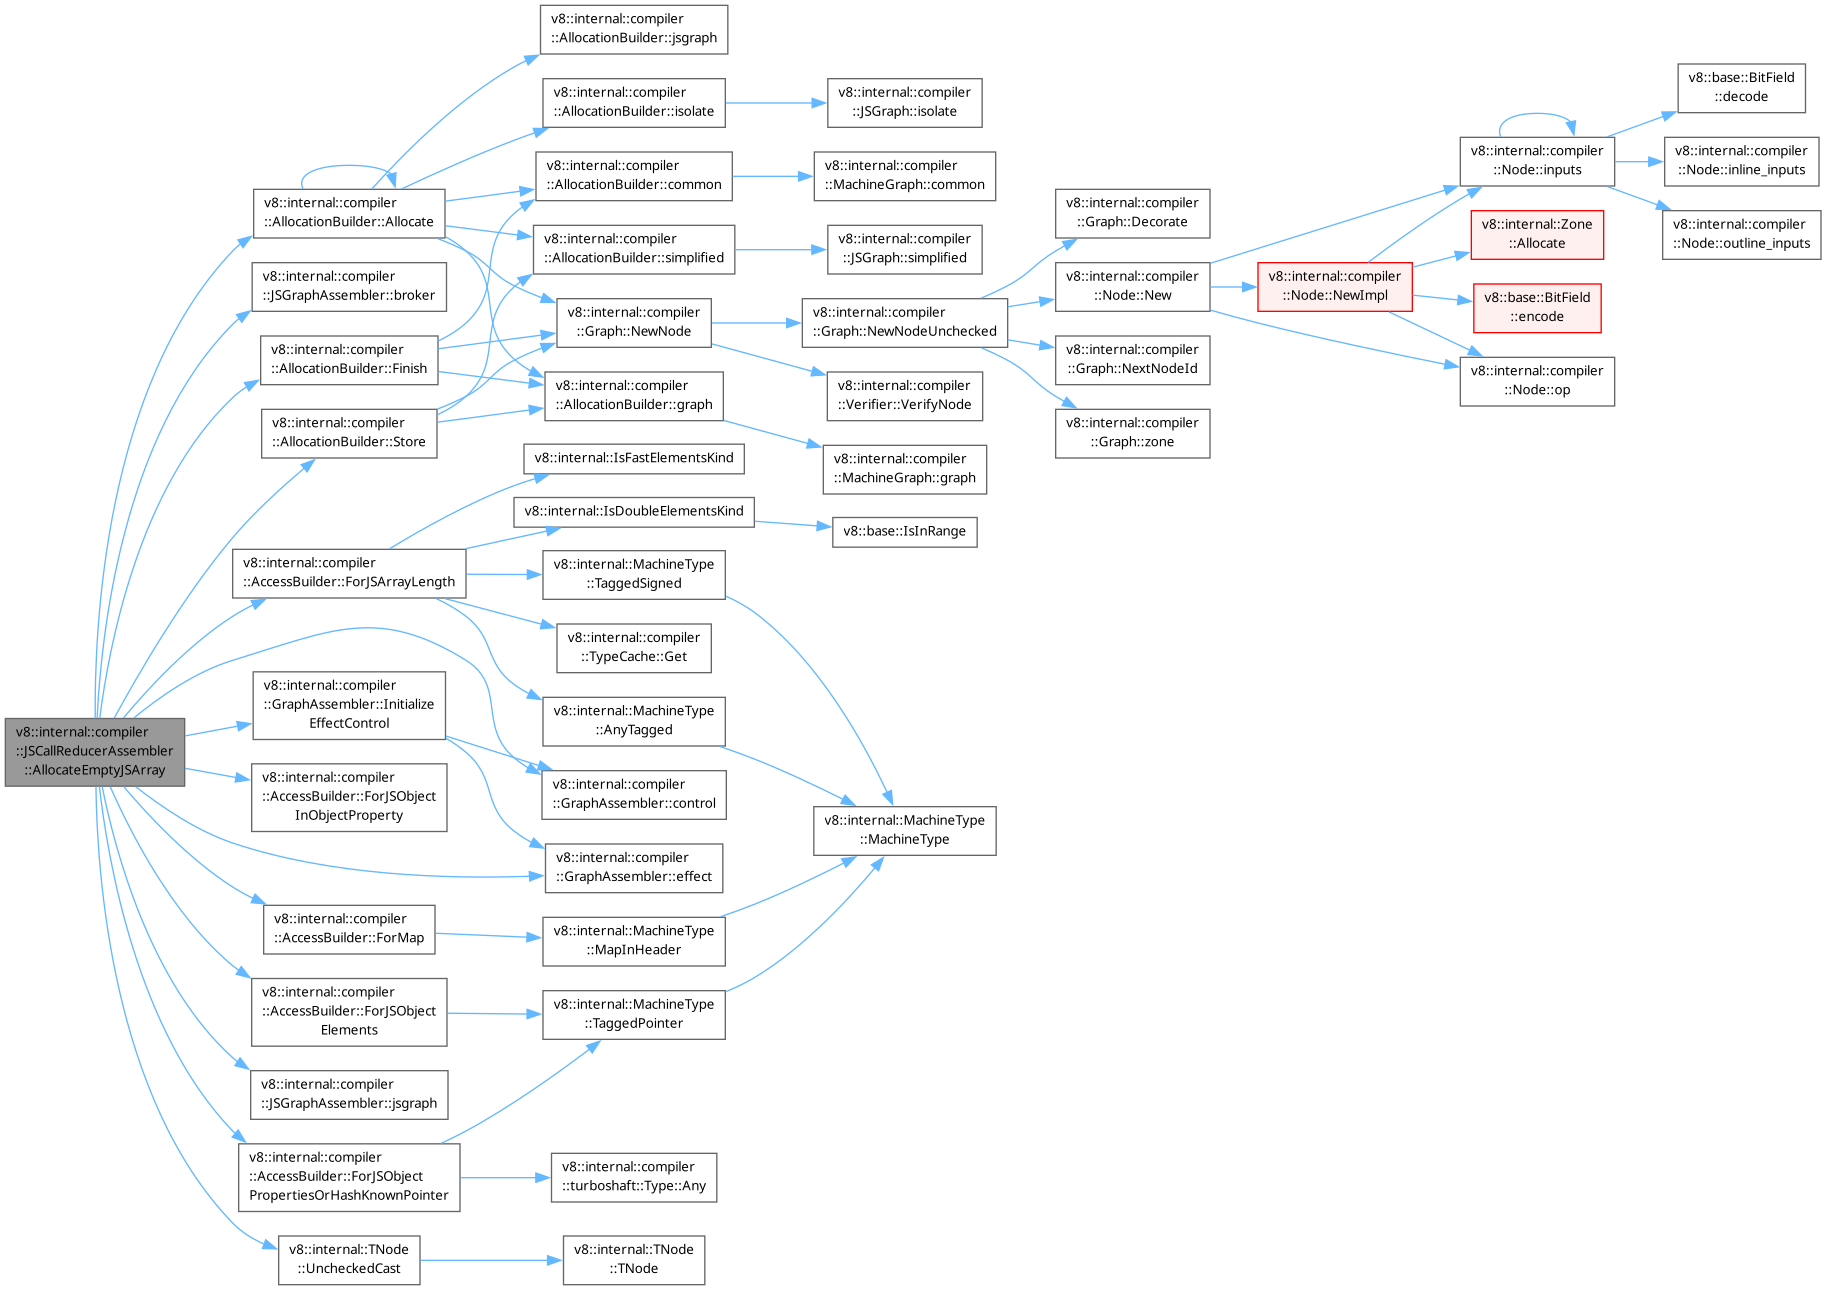 v8::internal::compiler
::JSCallReducerAssembler
::AllocateEmptyJSArray
v8::internal::compiler
::AllocationBuilder::Allocate
v8::internal::compiler
::JSGraphAssembler::broker
v8::internal::compiler
::AllocationBuilder::Finish
v8::internal::compiler
::AllocationBuilder::Store
v8::internal::compiler
::AccessBuilder::ForJSArrayLength
v8::internal::compiler
::GraphAssembler::Initialize
EffectControl
v8::internal::compiler
::AccessBuilder::ForJSObject
InObjectProperty
v8::internal::compiler
::AccessBuilder::ForMap
v8::internal::compiler
::AccessBuilder::ForJSObject
Elements
v8::internal::compiler
::JSGraphAssembler::jsgraph
v8::internal::compiler
::AccessBuilder::ForJSObject
PropertiesOrHashKnownPointer
v8::internal::TNode
::UncheckedCast
v8::internal::compiler
::AllocationBuilder::jsgraph
v8::internal::compiler
::AllocationBuilder::isolate
v8::internal::compiler
::AllocationBuilder::common
v8::internal::compiler
::AllocationBuilder::simplified
v8::internal::compiler
::Graph::NewNode
v8::internal::compiler
::AllocationBuilder::graph
v8::internal::IsFastElementsKind
v8::internal::IsDoubleElementsKind
v8::internal::MachineType
::TaggedSigned
v8::internal::compiler
::TypeCache::Get
v8::internal::MachineType
::AnyTagged
v8::internal::compiler
::GraphAssembler::control
v8::internal::compiler
::GraphAssembler::effect
v8::internal::MachineType
::MapInHeader
v8::internal::MachineType
::TaggedPointer
v8::internal::compiler
::turboshaft::Type::Any
v8::internal::TNode
::TNode
v8::internal::compiler
::JSGraph::isolate
v8::internal::compiler
::MachineGraph::common
v8::internal::compiler
::JSGraph::simplified
v8::internal::compiler
::Graph::NewNodeUnchecked
v8::internal::compiler
::Verifier::VerifyNode
v8::internal::compiler
::MachineGraph::graph
v8::base::IsInRange
v8::internal::MachineType
::MachineType
v8::internal::compiler
::Graph::Decorate
v8::internal::compiler
::Node::New
v8::internal::compiler
::Graph::NextNodeId
v8::internal::compiler
::Graph::zone
v8::internal::compiler
::Node::NewImpl
v8::internal::compiler
::Node::inputs
v8::internal::Zone
::Allocate
v8::base::BitField
::encode
v8::internal::compiler
::Node::op
v8::base::BitField
::decode
v8::internal::compiler
::Node::inline_inputs
v8::internal::compiler
::Node::outline_inputs